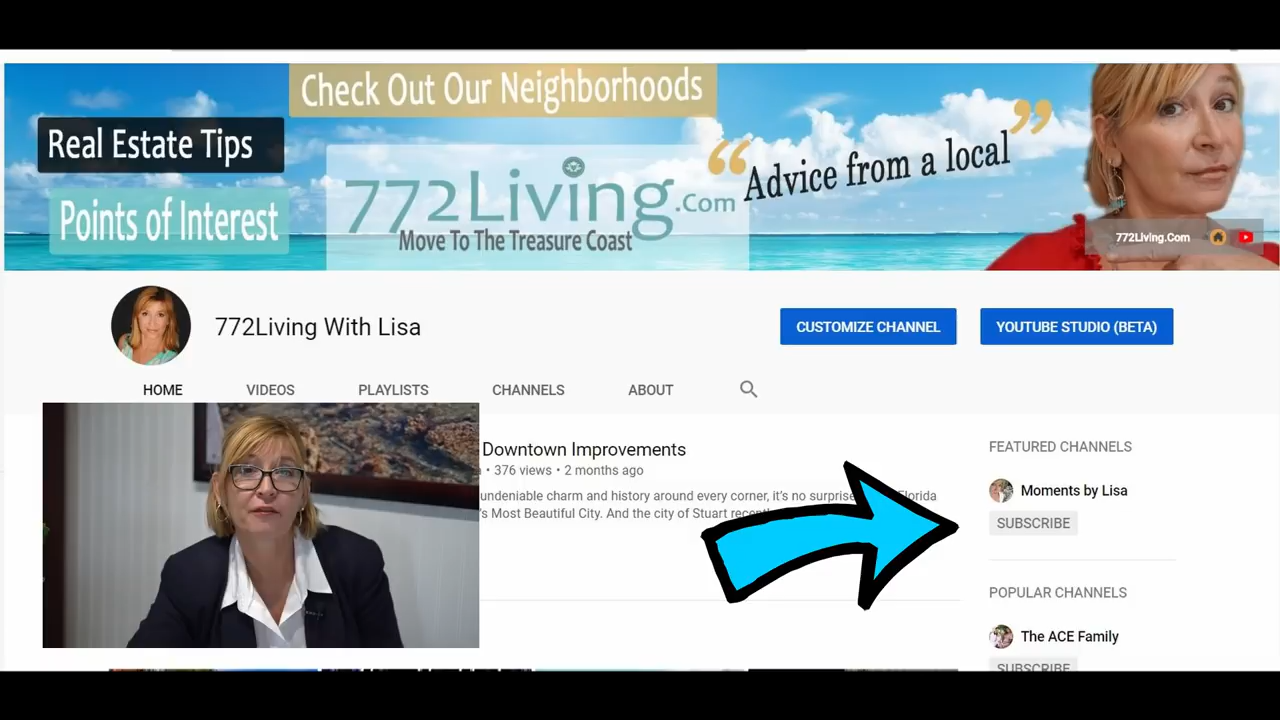 Check Out Our Neighborhoods
Real Estate Tips
Points of Interest
772Living.Com
Move To The Treasure Coast
“Advice from a local”
772Living.Com
772Living With Lisa
CUSTOMIZE CHANNEL
YOUTUBE STUDIO (BETA)
HOME VIDEOS PLAYLISTS CHANNELS ABOUT
Downtown Improvements
• 376 views • 2 months ago
undeniable charm and history around every corner, it's no surprise Florida
's Most Beautiful City. And the city of Stuart
FEATURED CHANNELS
Moments by Lisa
SUBSCRIBE
POPULAR CHANNELS
The ACE Family
SUBSCRIBE